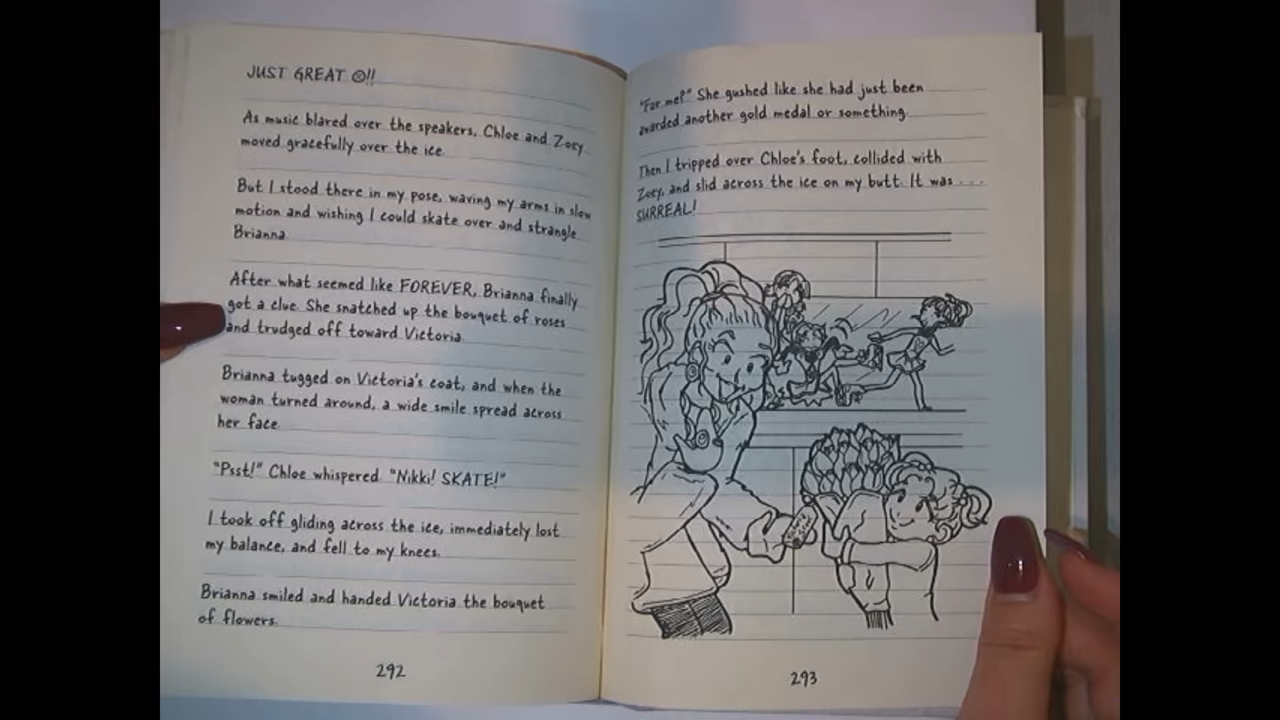 JUST GREAT ☹!!
As music blared over the speakers, Chloe and Zoey
moved gracefully over the ice.
But I stood there in my pose, waving my arms in slow
motion and wishing I could skate over and strangle
Brianna.
After what seemed like FOREVER, Brianna finally
got a clue. She snatched up the bouquet of roses
and trudged off toward Victoria.
Brianna tugged on Victoria's coat, and when the
woman turned around, a wide smile spread across
her face.
"Psst!" Chloe whispered. "Nikki! SKATE!"
I took off gliding across the ice, immediately lost
my balance, and fell to my knees.
Brianna smiled and handed Victoria the bouquet
of flowers.
292
"For me?" She gushed like she had just been
awarded another gold medal or something.
Then I tripped over Chloe's foot, collided with
Zoey, and slid across the ice on my butt. It was . . .
SURREAL!
293